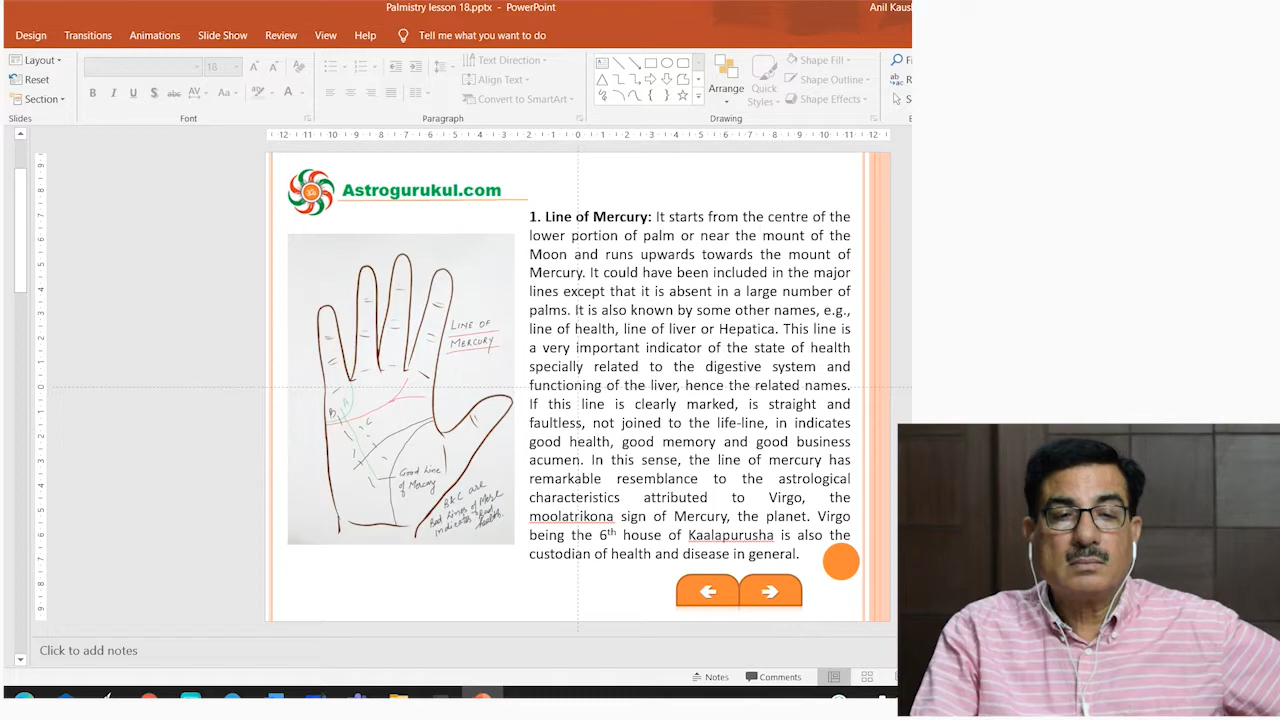 Palmistry lesson 18.pptx - PowerPoint
Anil Kaus
Design Transitions Animations Slide Show Review View Help Tell me what you want to do
Layout
Reset
Section
Slides
18
Font
Text Direction
Align Text
Convert to SmartArt
Paragraph
Arrange
Quick Styles
Shape Fill
Shape Outline
Shape Effects
Drawing
Astrogurukul.com
1. Line of Mercury: It starts from the centre of the
lower portion of palm or near the mount of the
Moon and runs upwards towards the mount of
Mercury. It could have been included in the major
lines except that it is absent in a large number of
palms. It is also known by some other names, e.g.,
line of health, line of liver or Hepatica. This line is
a very important indicator of the state of health
specially related to the digestive system and
functioning of the liver, hence the related names.
If this line is clearly marked, is straight and
faultless, not joined to the life-line, in indicates
good health, good memory and good business
acumen. In this sense, the line of mercury has
remarkable resemblance to the astrological
characteristics attributed to Virgo, the
moolatrikona sign of Mercury, the planet. Virgo
being the 6th house of Kaalapurusha is also the
custodian of health and disease in general.
LINE OF
MERCURY
B A
C
Good Line
of Mercury
B&C are
Bad Lines of
indicates Bad
Click to add notes
Notes Comments